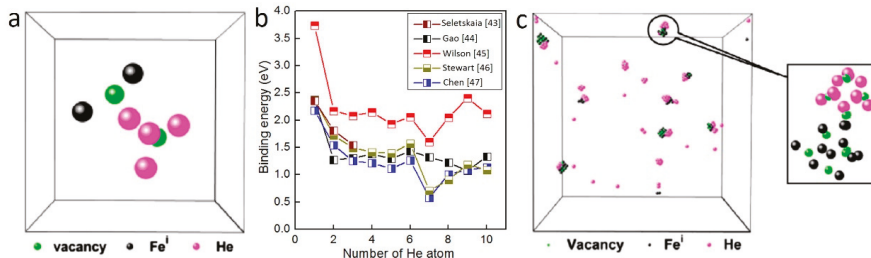 a
vacancy Feⁱ He
b
Binding energy (eV)
4.0
3.5
3.0
2.5
2.0
1.5
1.0
0.5
0.0
Seletskaia [43]
Gao [44]
Wilson [45]
Stewart [46]
Chen [47]
0 2 4 6 8 10
Number of He atom
c
Vacancy Feⁱ He